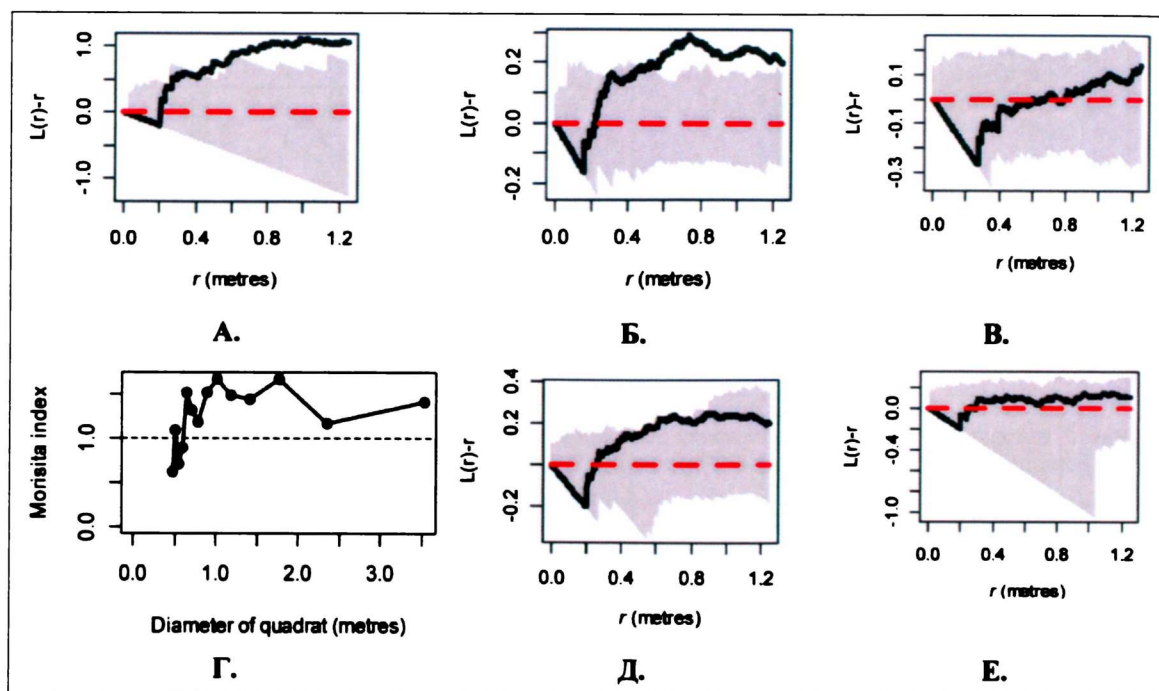 L(r)-r
1.0
0.0
-1.0
0.0 0.4 0.8 1.2
r (metres)
А.
L(r)-r
0.2
0.0
-0.2
0.0 0.4 0.8 1.2
r (metres)
Б.
L(r)-r
0.1
-0.1
-0.3
0.0 0.4 0.8 1.2
r (metres)
В.
Morisita index
1.0
0.0
0.0 1.0 2.0 3.0
Diameter of quadrat (metres)
Г.
L(r)-r
0.4
0.2
-0.2
0.0 0.4 0.8 1.2
r (metres)
Д.
L(r)-r
0.0
-0.4
-1.0
0.0 0.4 0.8 1.2
r (metres)
Е.